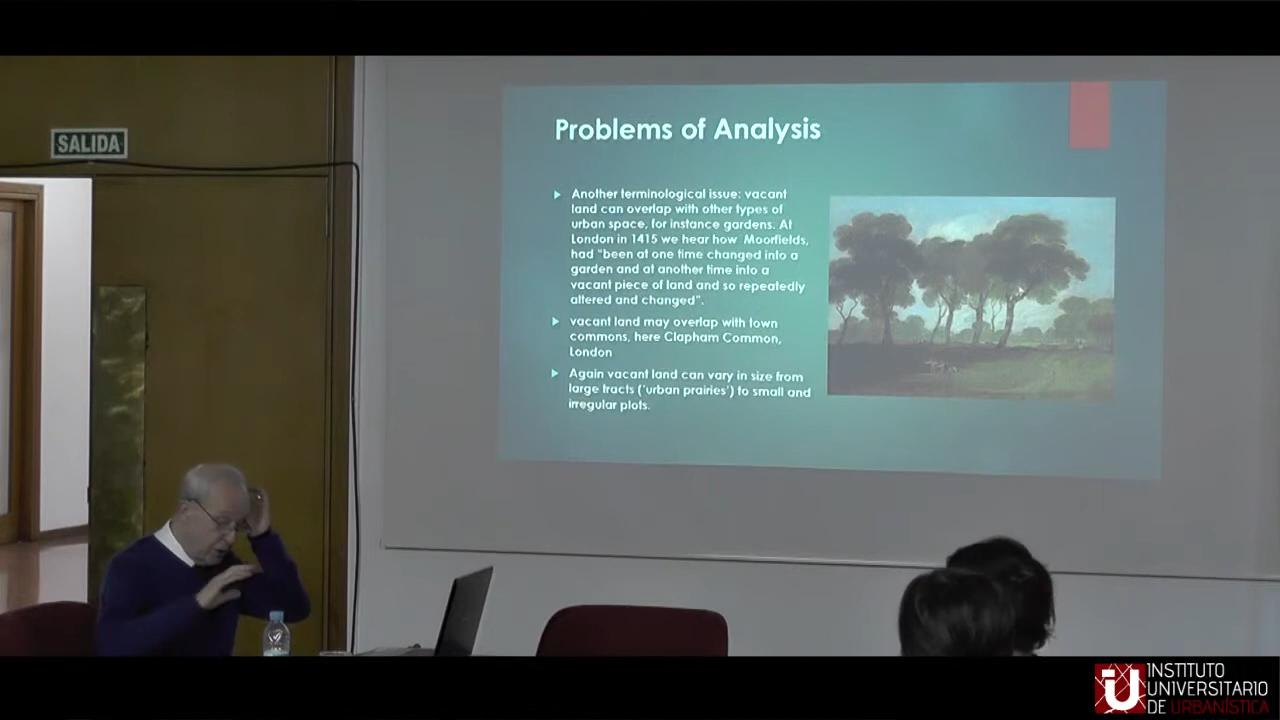 SALIDA
Problems of Analysis
Another terminological issue: vacant
land can overlap with other types of
urban space, for instance gardens. At
London in 1415 we hear how Moorfields,
had "been at one time changed into a
garden and at another time into a
vacant piece of land and so repeatedly
altered and changed".
vacant land may overlap with town
commons, here Clapham Common,
London
Again vacant land can vary in size from
large tracts ('urban prairies') to small and
irregular plots.
iU
INSTITUTO
UNIVERSITARIO
DE URBANÍSTICA